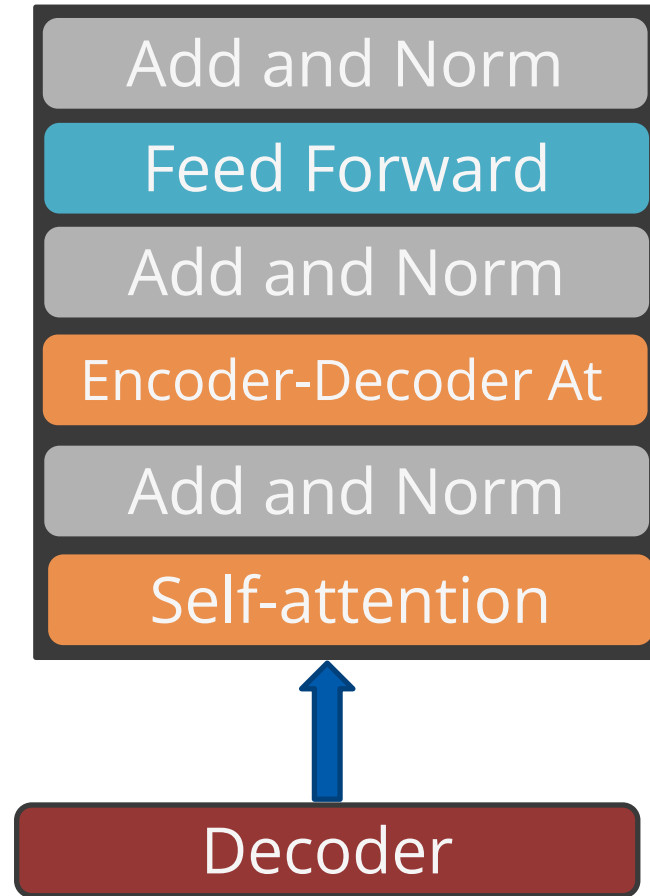 Add and Norm
Feed Forward
Add and Norm
Encoder-Decoder At
Add and Norm
Self-attention
Decoder